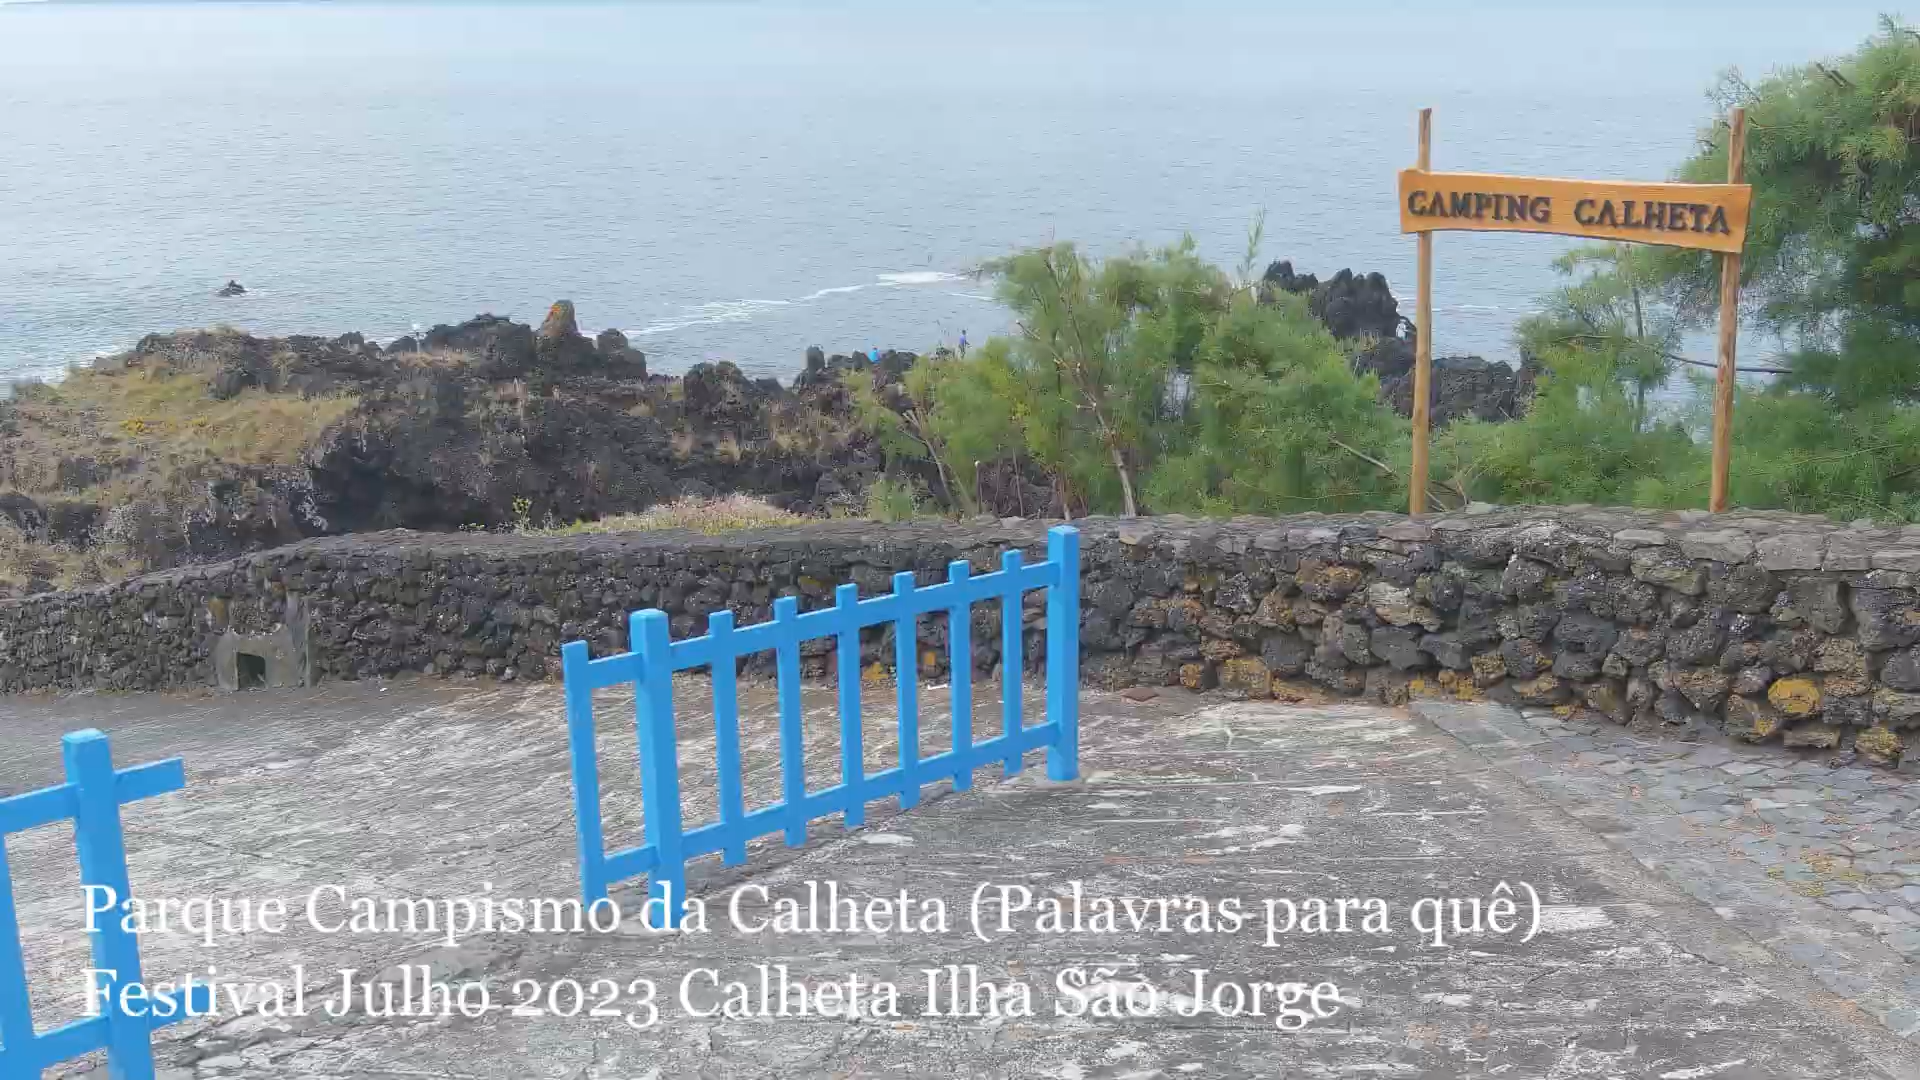 CAMPING CALHETA
Parque Campismo da Calheta (Palavras para quê)
Festival Julho 2023 Calheta Ilha São Jorge